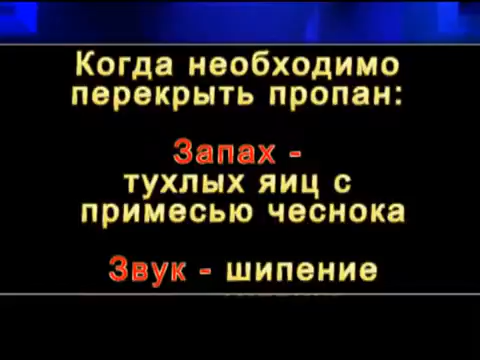 Когда необходимо
перекрыть пропан:
Запах -
тухлых яиц с
примесью чеснока
Звук - шипение